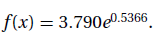 f(x) = 3.790e^0.5366.